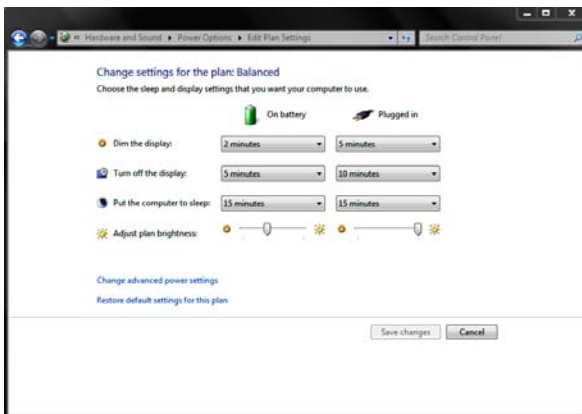 « Hardware and Sound ▸ Power Options ▸ Edit Plan Settings
Search Control Panel
Change settings for the plan: Balanced
Choose the sleep and display settings that you want your computer to use.
On battery Plugged in
Dim the display: 2 minutes 5 minutes
Turn off the display: 5 minutes 10 minutes
Put the computer to sleep: 15 minutes 15 minutes
Adjust plan brightness:
Change advanced power settings
Restore default settings for this plan
Save changes Cancel